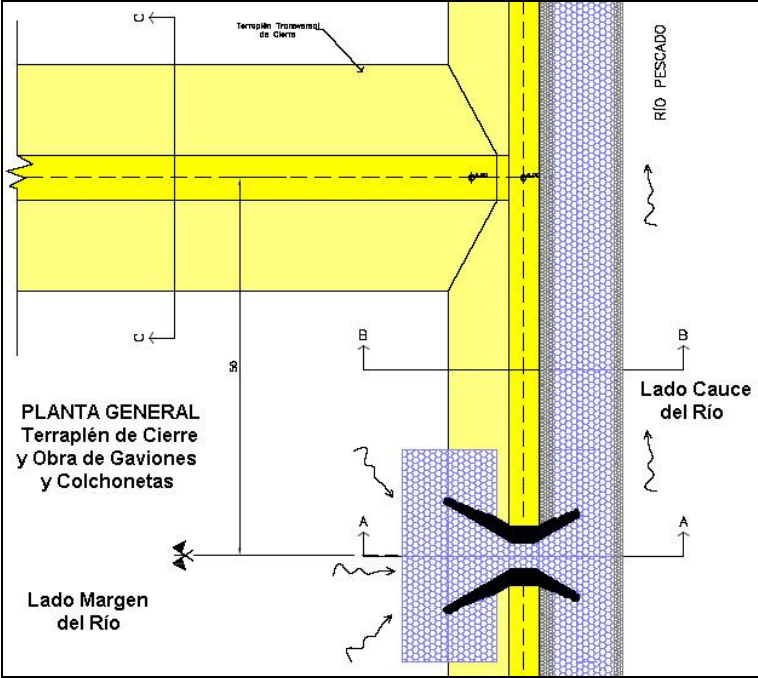 C
Terraplén Transversal
de Cierre
RÍO PESCADO
C
50
B
B
PLANTA GENERAL
Terraplén de Cierre
y Obra de Gaviones
y Colchonetas
Lado Cauce
del Río
A
A
Lado Margen
del Río